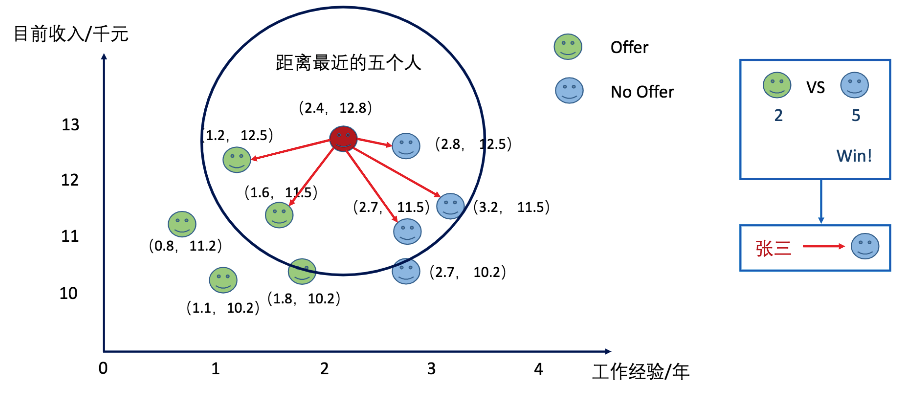 目前收入/千元
距离最近的五个人
Offer
No Offer
(2.4, 12.8)
13
(1.2, 12.5)
(2.8, 12.5)
12
(1.6, 11.5)
(2.7, 11.5)
(3.2, 11.5)
11
(0.8, 11.2)
10
(1.1, 10.2)
(1.8, 10.2)
(2.7, 10.2)
0
1
2
3
4
工作经验/年
VS
2
5
Win!
张三